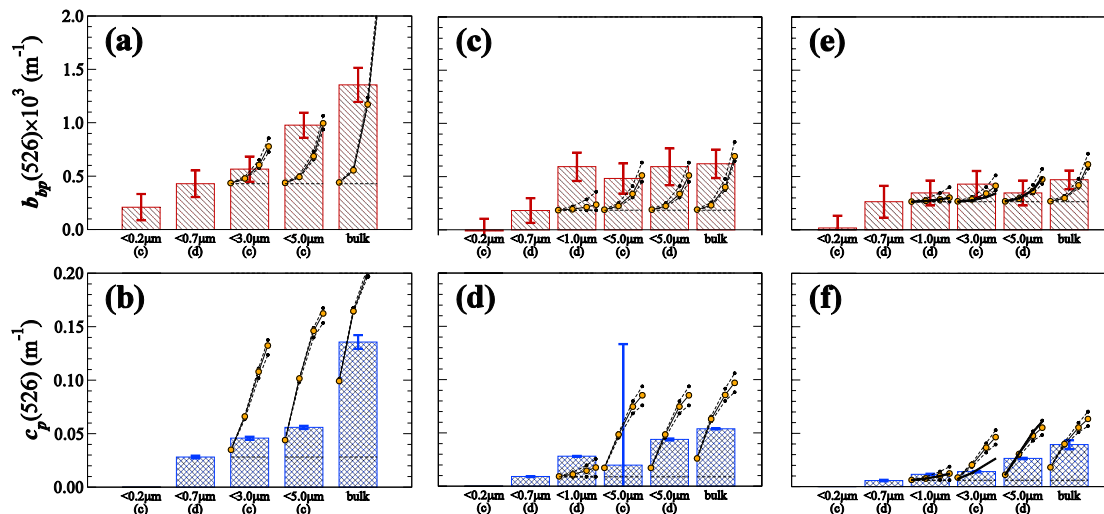 (a)
(c)
(e)
2.0
1.5
1.0
0.5
0.0
b_bp(526)×10³ (m⁻¹)
<0.2μm <0.7μm <3.0μm <5.0μm bulk
(c) (d) (c) (c)
<0.2μm <0.7μm <1.0μm <5.0μm <5.0μm bulk
(c) (d) (d) (c) (d)
<0.2μm <0.7μm <1.0μm <3.0μm <5.0μm bulk
(c) (d) (d) (c) (d)
(b)
(d)
(f)
0.20
0.15
0.10
0.05
0.00
c_p(526) (m⁻¹)
<0.2μm <0.7μm <3.0μm <5.0μm bulk
(c) (d) (c) (c)
<0.2μm <0.7μm <1.0μm <5.0μm <5.0μm bulk
(c) (d) (d) (c) (d)
<0.2μm <0.7μm <1.0μm <3.0μm <5.0μm bulk
(c) (d) (d) (c) (d)